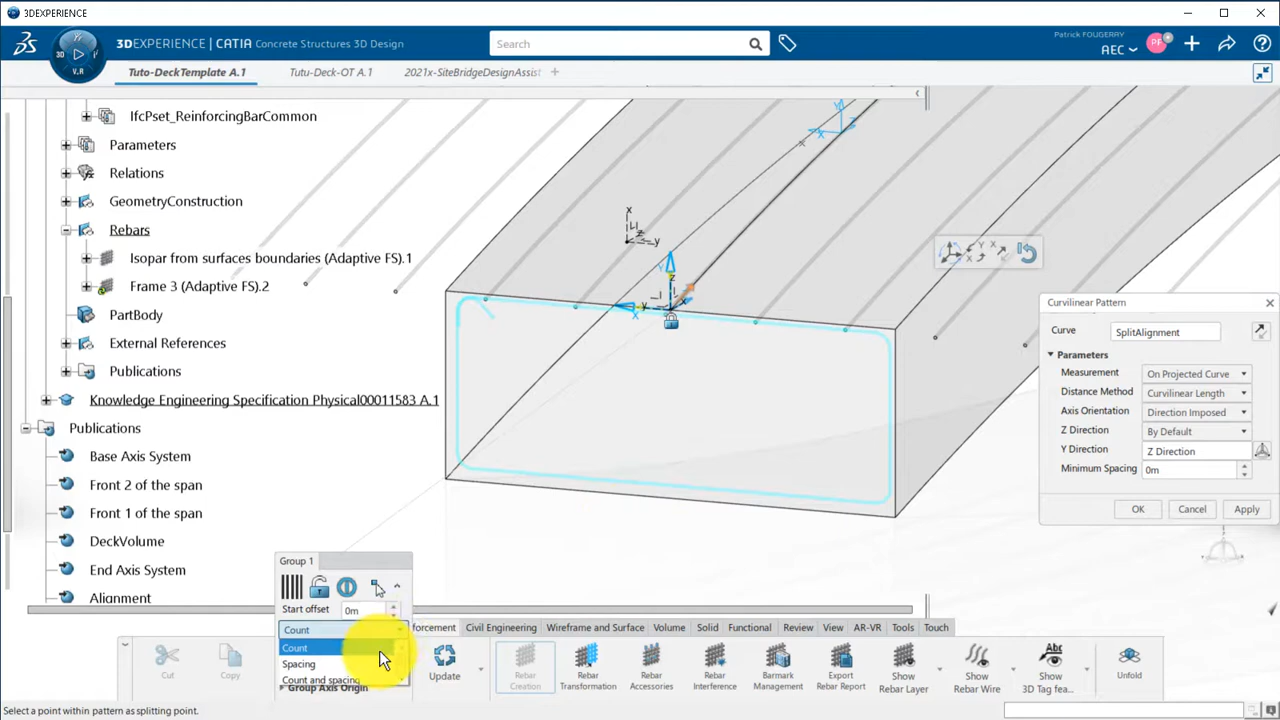 3DEXPERIENCE
3DEXPERIENCE | CATIA Concrete Structures 3D Design
Search
Patrick FOUGERRY
AEC
PF
3D
V.R
Tuto-DeckTemplate A.1
Tutu-Deck-OT A.1
2021x-SiteBridgeDesignAssist
IfcPset_ReinforcingBarCommon
Parameters
Relations
GeometryConstruction
Rebars
Isopar from surfaces boundaries (Adaptive FS).1
Frame 3 (Adaptive FS).2
PartBody
External References
Publications
Knowledge Engineering Specification Physical00011583 A.1
Publications
Base Axis System
Front 2 of the span
Front 1 of the span
DeckVolume
End Axis System
Alignment
Curvilinear Pattern
Curve SplitAlignment
Parameters
Measurement On Projected Curve
Distance Method Curvilinear Length
Axis Orientation Direction Imposed
Z Direction By Default
Y Direction Z Direction
Minimum Spacing 0m
OK Cancel Apply
Group 1
Start offset 0m
Count
Count
Spacing
Count and spacing
Group Axis Origin
forcement Civil Engineering Wireframe and Surface Volume Solid Functional Review View AR-VR Tools Touch
Cut
Copy
Update
Rebar Creation
Rebar Transformation
Rebar Accessories
Rebar Interference
Barmark Management
Export Rebar Report
Show Rebar Layer
Show Rebar Wire
Abc
Show 3D Tag fea...
Unfold
Select a point within pattern as splitting point.